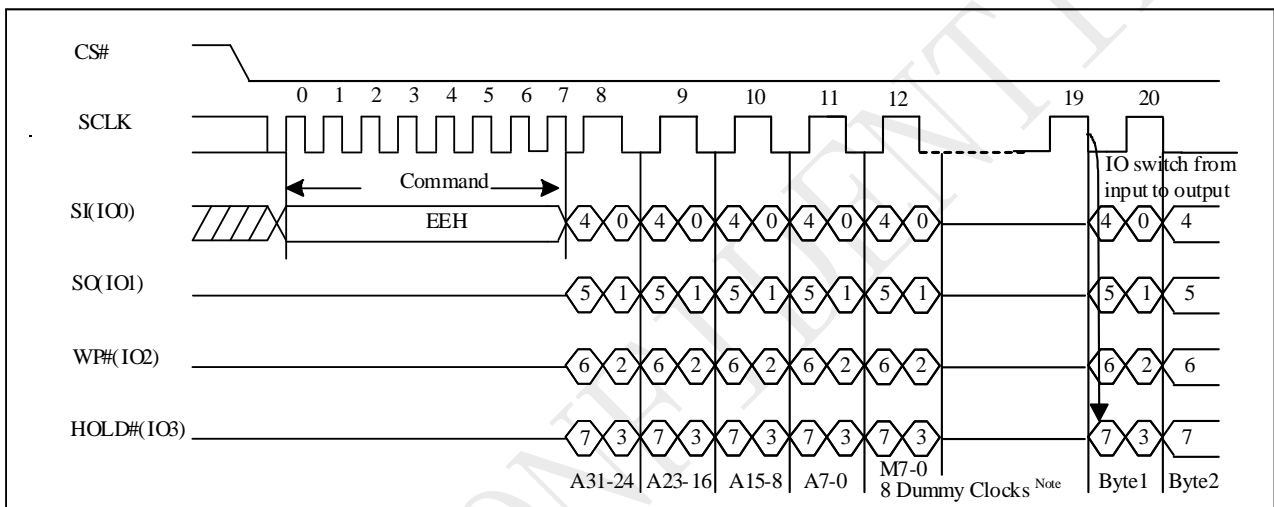 CS#
0 1 2 3 4 5 6 7 8 9 10 11 12 19 20
SCLK
IO switch from
input to output
Command
SI(IO0) EEH 4 0 4 0 4 0 4 0 4 0 4 0 4
SO(IO1) 5 1 5 1 5 1 5 1 5 1 5 1 5
WP#(IO2) 6 2 6 2 6 2 6 2 6 2 6 2 6
HOLD#(IO3) 7 3 7 3 7 3 7 3 7 3 7 3 7
A31-24 A23-16 A15-8 A7-0 M7-0 Byte1 Byte2
8 Dummy Clocks Note